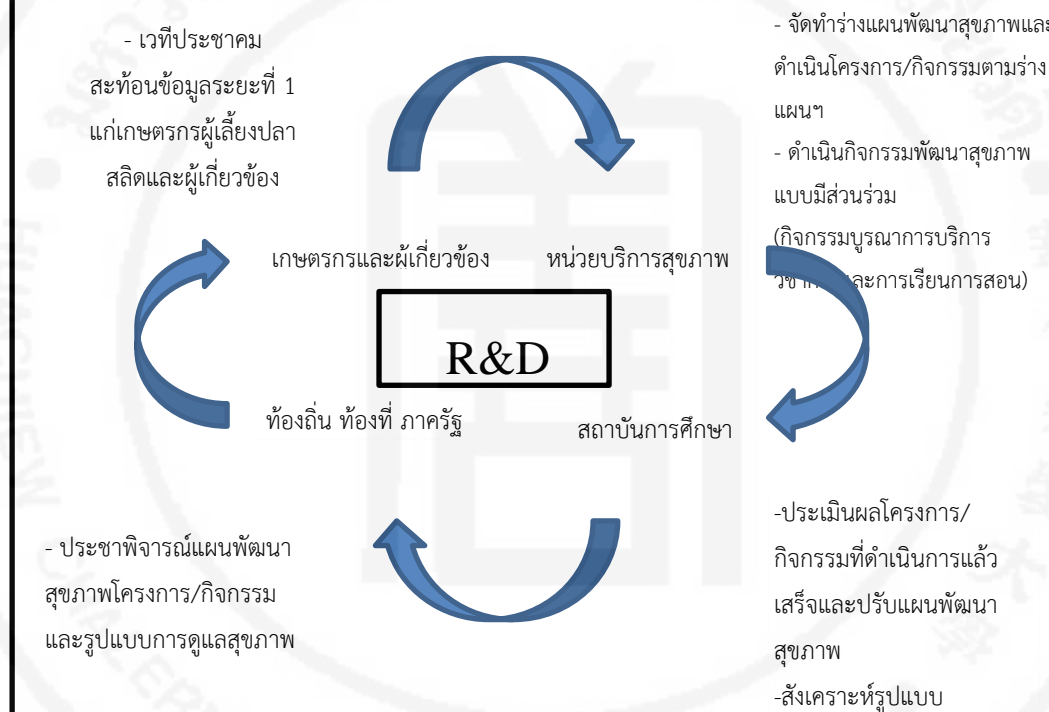 - เวทีประชาคม
สะท้อนข้อมูลระยะที่ 1
แก่เกษตรกรผู้เลี้ยงปลา
สลิดและผู้เกี่ยวข้อง
- จัดทำร่างแผนพัฒนาสุขภาพและ
ดำเนินโครงการ/กิจกรรมตามร่าง
แผนฯ
- ดำเนินกิจกรรมพัฒนาสุขภาพ
แบบมีส่วนร่วม
(กิจกรรมบูรณาการบริการ
ละการเรียนการสอน)
เกษตรกรและผู้เกี่ยวข้อง
หน่วยบริการสุขภาพ
R&D
ท้องถิ่น ท้องที่ ภาครัฐ
สถาบันการศึกษา
- ประชาพิจารณ์แผนพัฒนา
สุขภาพโครงการ/กิจกรรม
และรูปแบบการดูแลสุขภาพ
-ประเมินผลโครงการ/
กิจกรรมที่ดำเนินการแล้ว
เสร็จและปรับแผนพัฒนา
สุขภาพ
-สังเคราะห์รูปแบบ